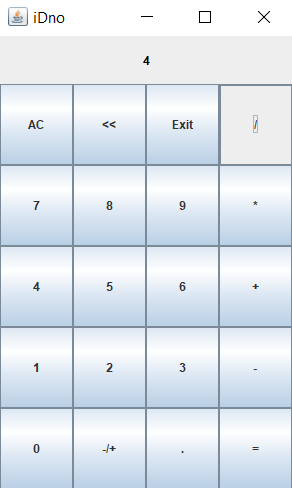 iDno
4
AC << Exit /
7 8 9 *
4 5 6 +
1 2 3 -
0 -/+ . =